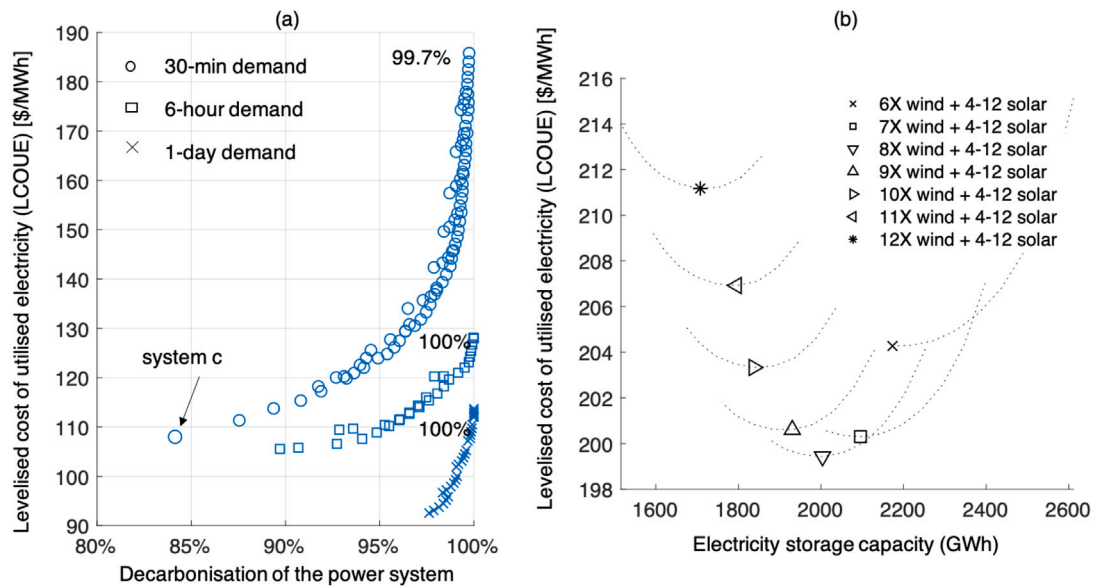 (a)
Levelised cost of utilised electricity (LCOUE) [$/MWh]
190
180
170
160
150
140
130
120
110
100
90
30-min demand
6-hour demand
1-day demand
99.7%
100%
100%
system c
80%
85%
90%
95%
100%
Decarbonisation of the power system
(b)
Levelised cost of utilised electricity (LCOUE) [$/MWh]
216
214
212
210
208
206
204
202
200
198
6X wind + 4-12 solar
7X wind + 4-12 solar
8X wind + 4-12 solar
9X wind + 4-12 solar
10X wind + 4-12 solar
11X wind + 4-12 solar
12X wind + 4-12 solar
1600
1800
2000
2200
2400
2600
Electricity storage capacity (GWh)